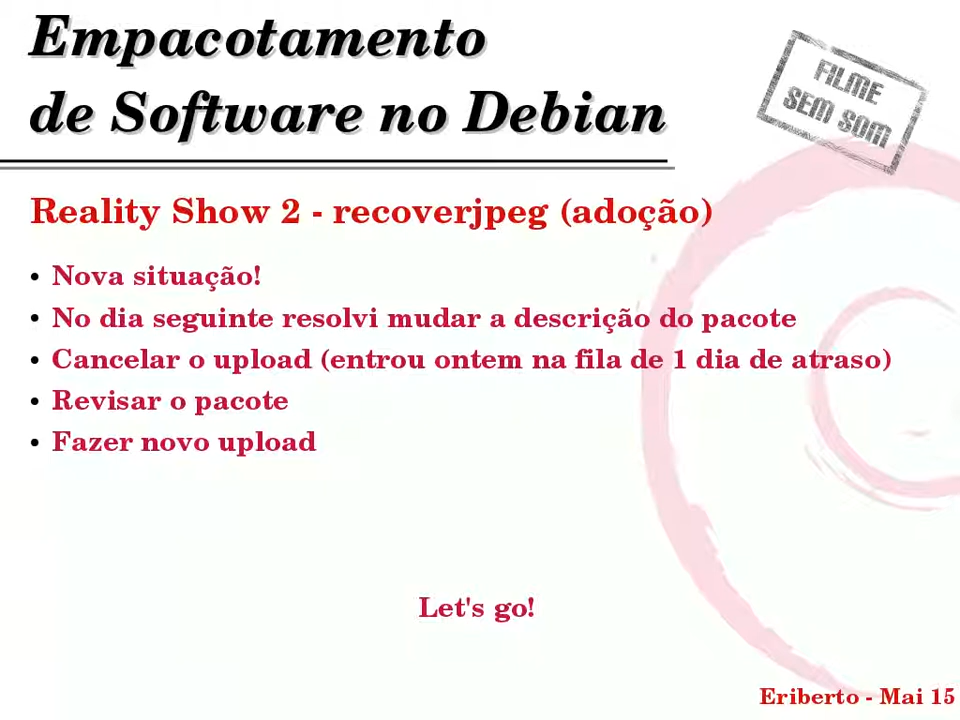 Empacotamento
de Software no Debian
FILME
SEM SOM
Reality Show 2 - recoverjpeg (adoção)
• Nova situação!
• No dia seguinte resolvi mudar a descrição do pacote
• Cancelar o upload (entrou ontem na fila de 1 dia de atraso)
• Revisar o pacote
• Fazer novo upload
Let's go!
Eriberto - Mai 15